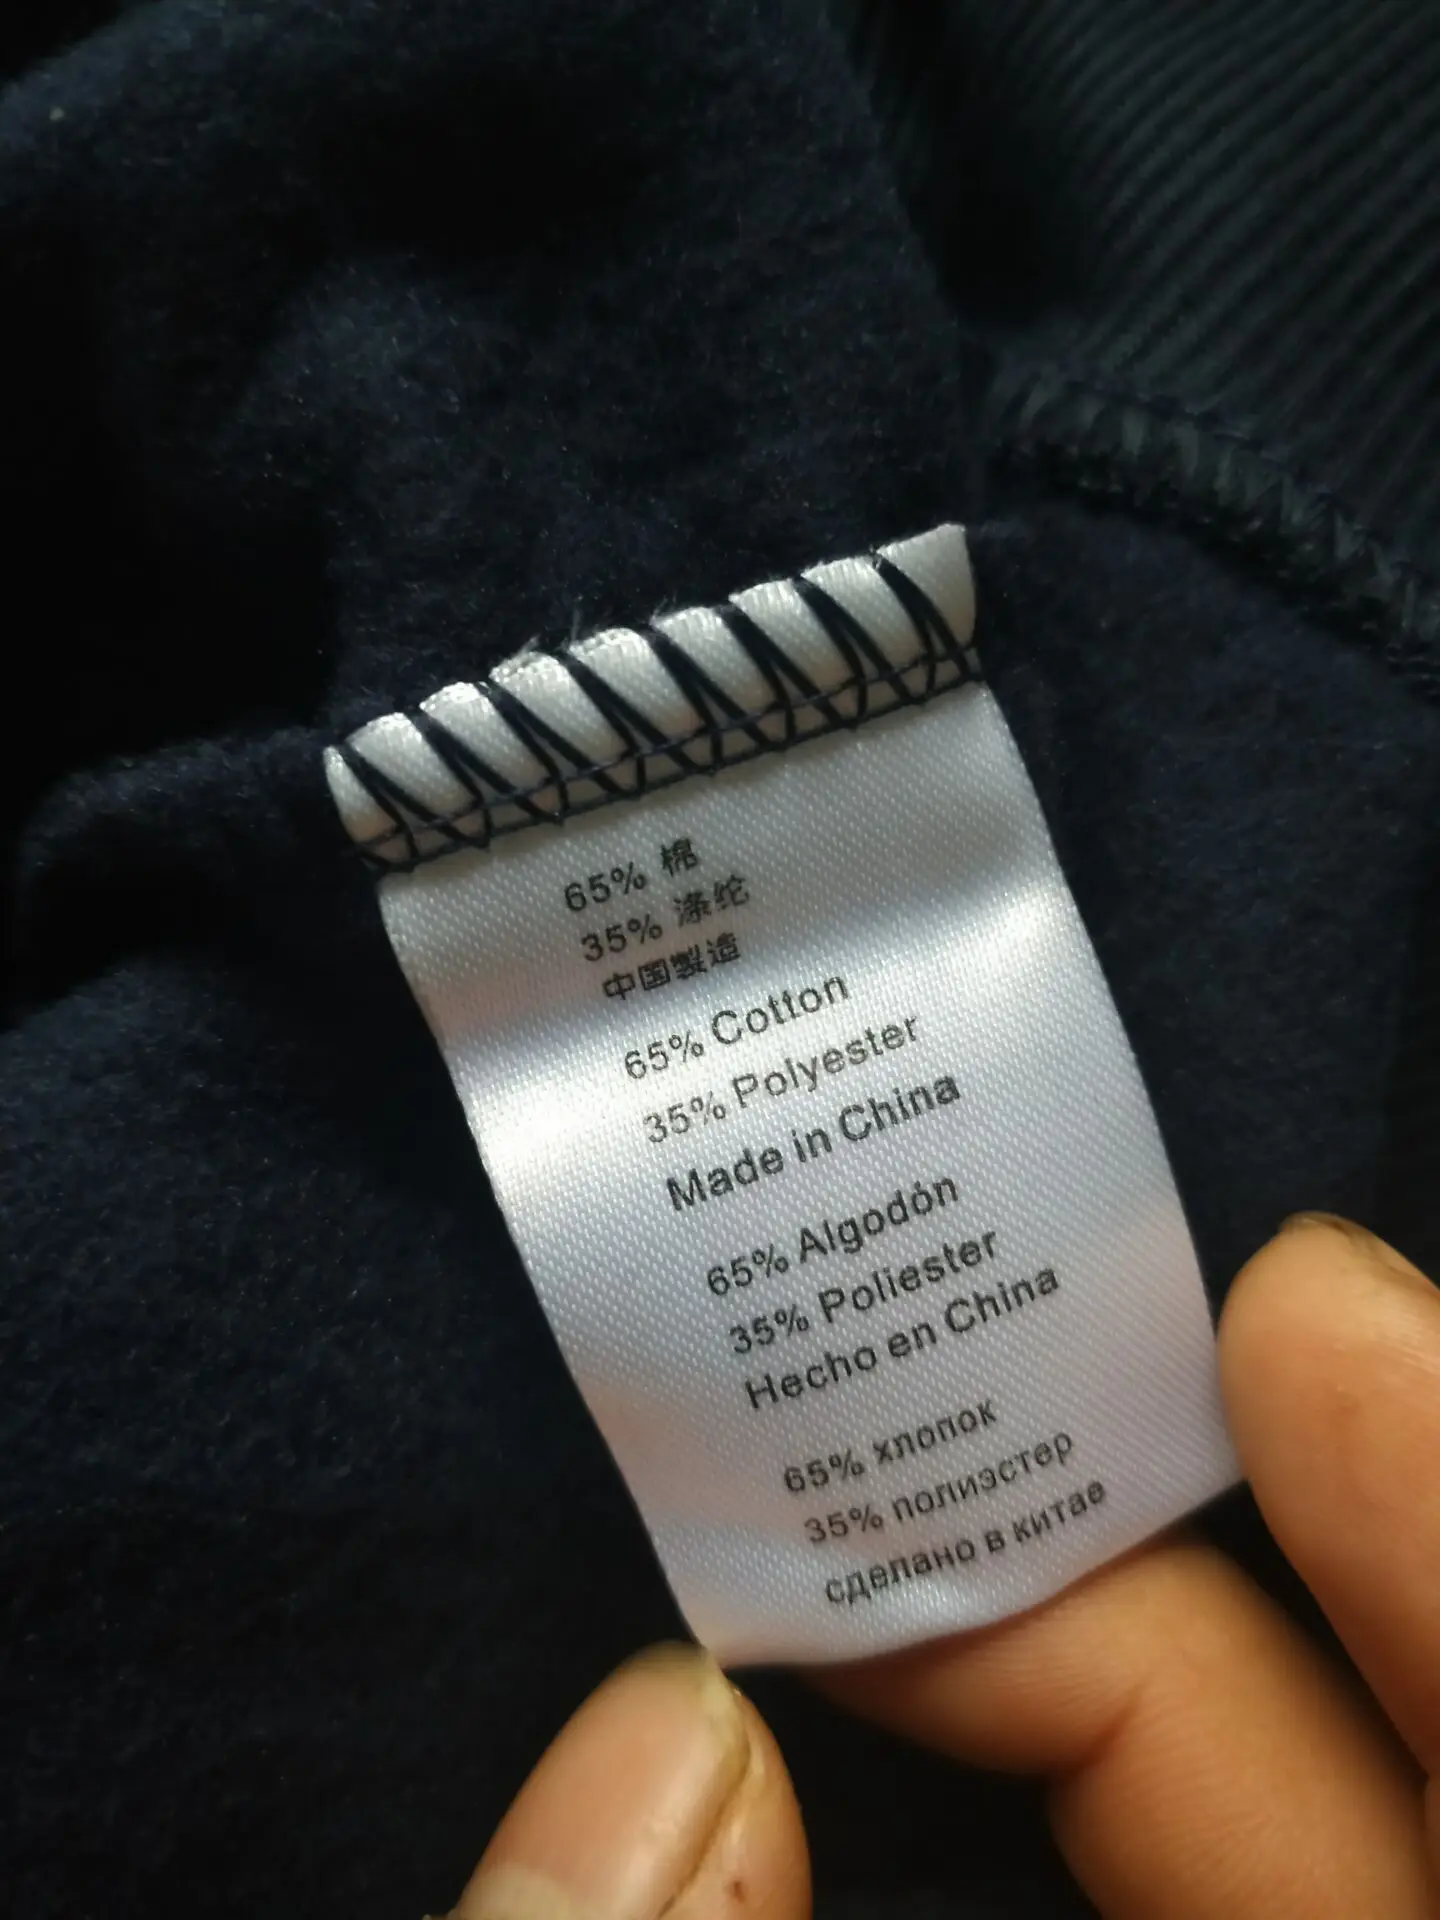 65% 棉
35% 涤纶
中国製造
65% Cotton
35% Polyester
Made in China
65% Algodón
35% Poliester
Hecho en China
65% хлопок
35% полиэстер
сделано в китае